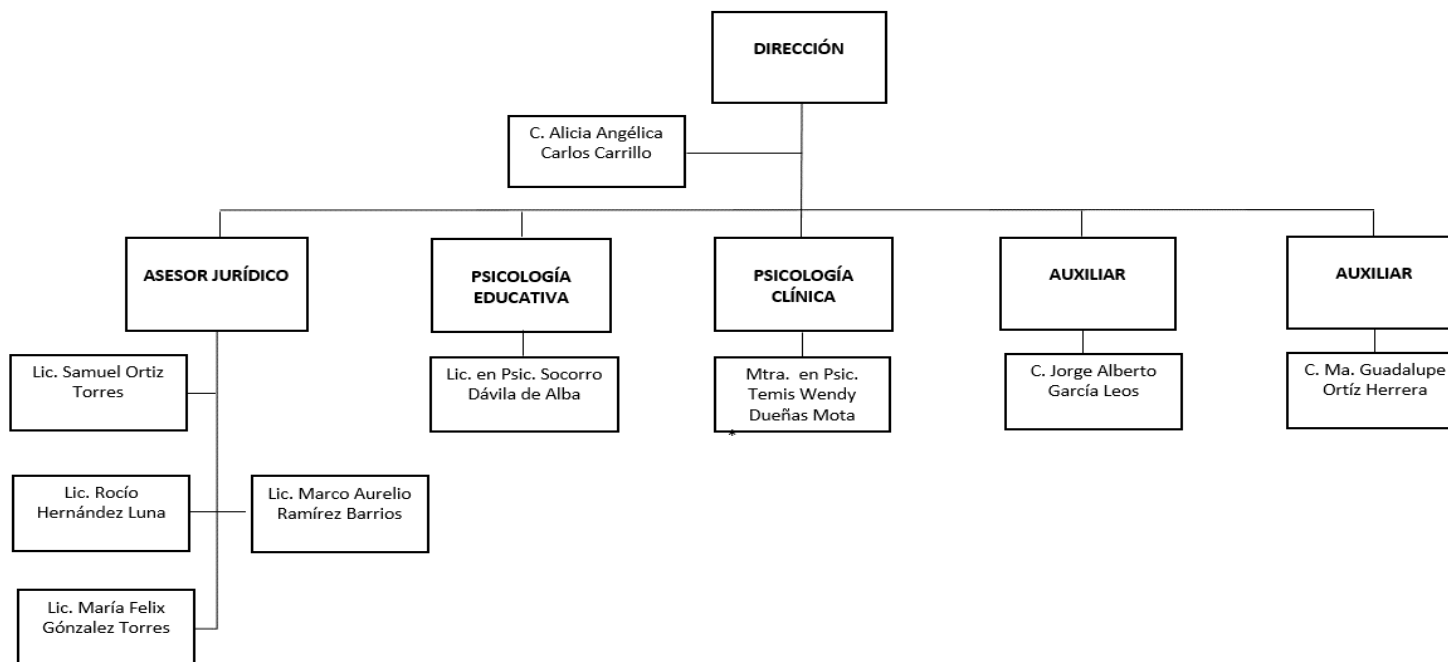 DIRECCIÓN
C. Alicia Angélica
Carlos Carrillo
ASESOR JURÍDICO
PSICOLOGÍA
EDUCATIVA
PSICOLOGÍA
CLÍNICA
AUXILIAR
AUXILIAR
Lic. Samuel Ortiz
Torres
Lic. en Psic. Socorro
Dávila de Alba
Mtra.  en Psic.
Temis Wendy
Dueñas Mota
*
C. Jorge Alberto
García Leos
C. Ma. Guadalupe
Ortíz Herrera
Lic. Rocío
Hernández Luna
Lic. Marco Aurelio
Ramírez Barrios
Lic. María Felix
Gónzalez Torres